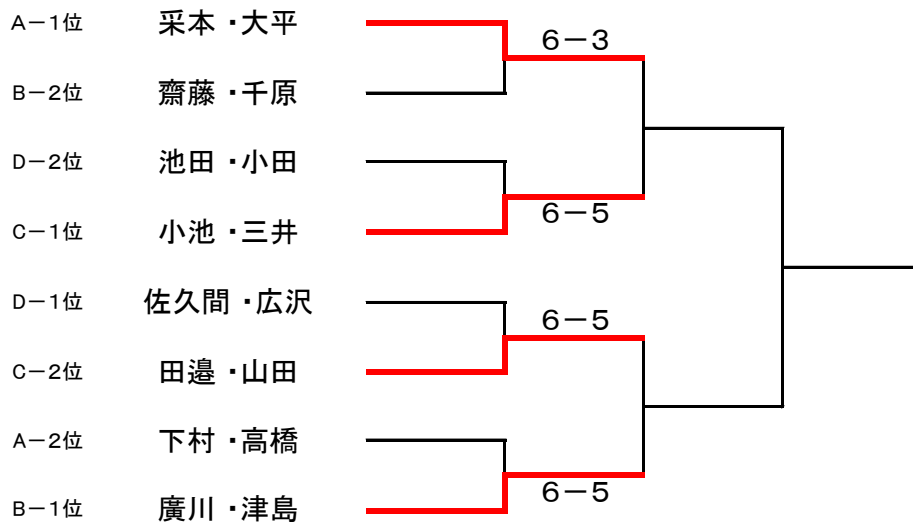 A－1位 采本・大平
6－3
B－2位 齋藤・千原
D－2位 池田・小田
6－5
C－1位 小池・三井
D－1位 佐久間・広沢
6－5
C－2位 田邉・山田
A－2位 下村・高橋
6－5
B－1位 廣川・津島